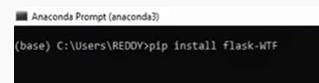 Anaconda Prompt (anaconda3)
(base) C:\Users\REDDY>pip install flask-WTF